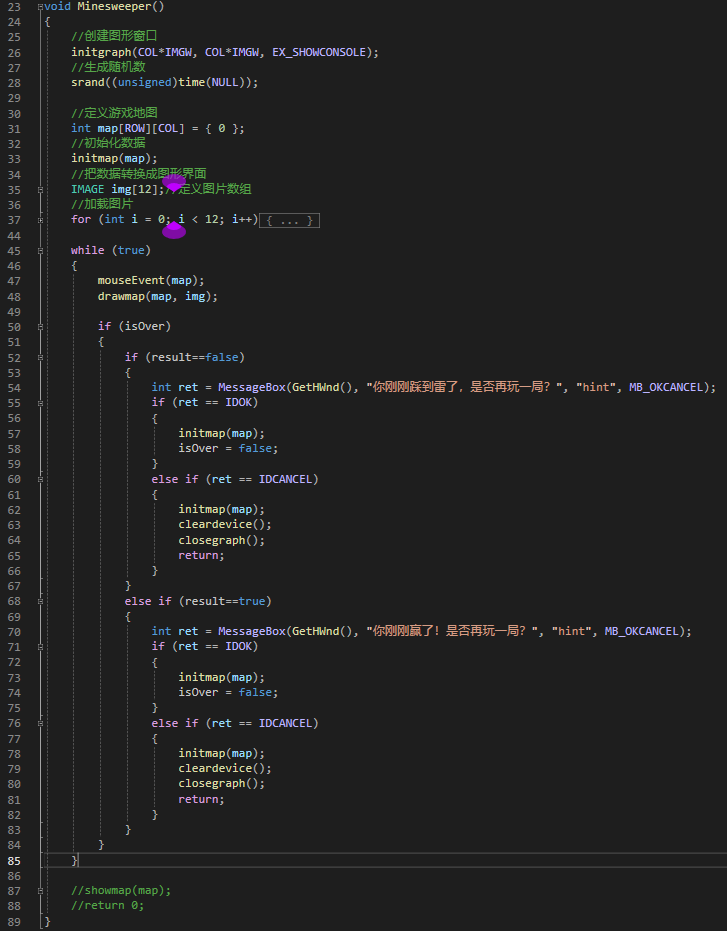 23 void Minesweeper()
24 {
25 //创建图形窗口
26 initgraph(COL*IMGW, COL*IMGW, EX_SHOWCONSOLE);
27 //生成随机数
28 srand((unsigned)time(NULL));
29
30 //定义游戏地图
31 int map[ROW][COL] = { 0 };
32 //初始化数据
33 initmap(map);
34 //把数据转换成图形界面
35 IMAGE img[12];//定义图片数组
36 //加载图片
37 for (int i = 0; i < 12; i++){ ... }
44
45 while (true)
46 {
47 mouseEvent(map);
48 drawmap(map, img);
49
50 if (isOver)
51 {
52 if (result==false)
53 {
54 int ret = MessageBox(GetHWnd(), "你刚刚踩到雷了，是否再玩一局？", "hint", MB_OKCANCEL);
55 if (ret == IDOK)
56 {
57 initmap(map);
58 isOver = false;
59 }
60 else if (ret == IDCANCEL)
61 {
62 initmap(map);
63 cleardevice();
64 closegraph();
65 return;
66 }
67 }
68 else if (result==true)
69 {
70 int ret = MessageBox(GetHWnd(), "你刚刚赢了！是否再玩一局？", "hint", MB_OKCANCEL);
71 if (ret == IDOK)
72 {
73 initmap(map);
74 isOver = false;
75 }
76 else if (ret == IDCANCEL)
77 {
78 initmap(map);
79 cleardevice();
80 closegraph();
81 return;
82 }
83 }
84 }
85 }
86
87 //showmap(map);
88 //return 0;
89 }